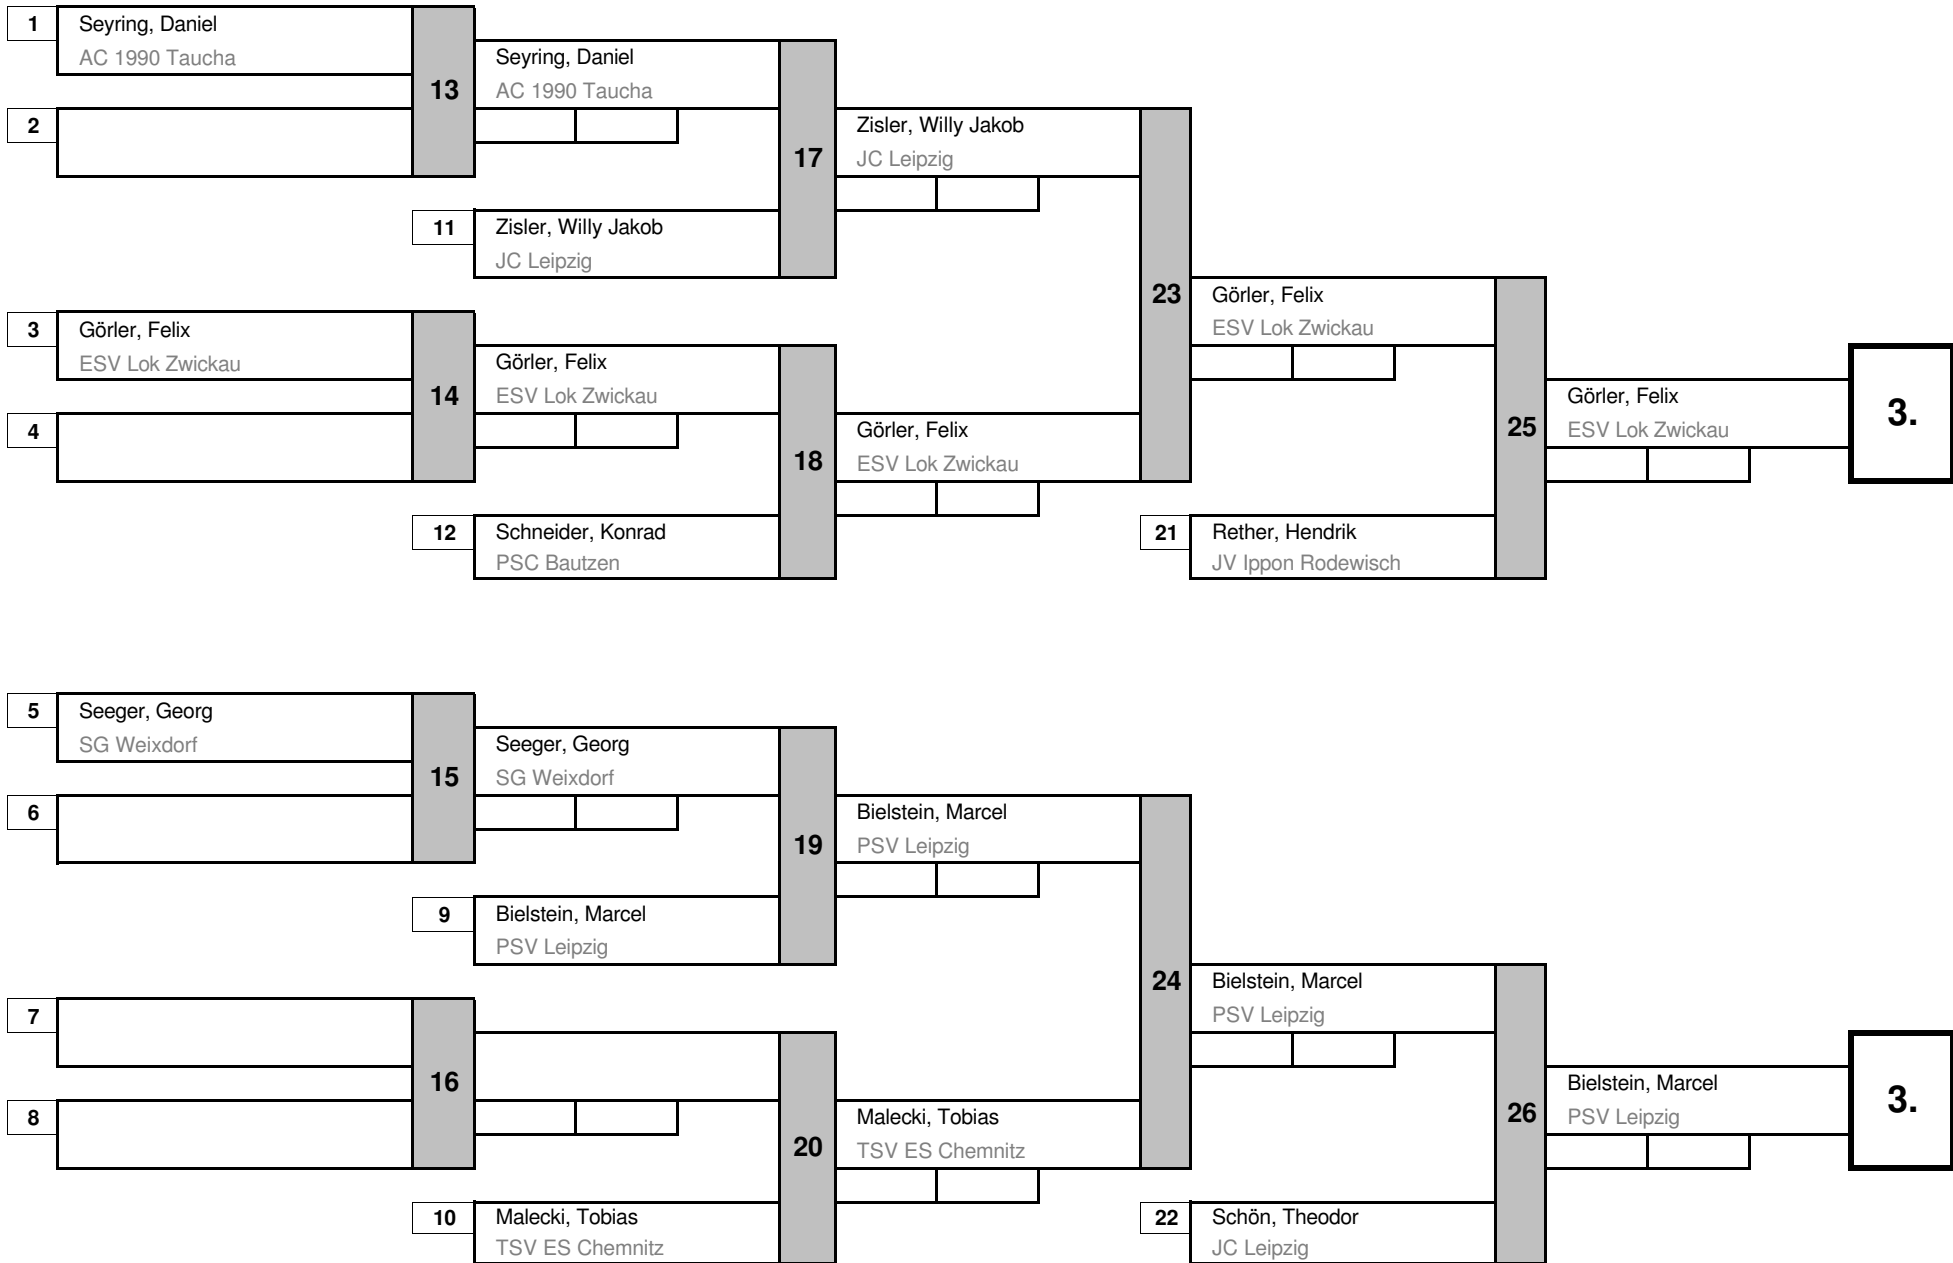 1
Seyring, Daniel
AC 1990 Taucha
13
Seyring, Daniel
AC 1990 Taucha
2
17
Zisler, Willy Jakob
JC Leipzig
11
Zisler, Willy Jakob
JC Leipzig
23
Görler, Felix
ESV Lok Zwickau
3
Görler, Felix
ESV Lok Zwickau
14
Görler, Felix
ESV Lok Zwickau
4
18
Görler, Felix
ESV Lok Zwickau
25
Görler, Felix
ESV Lok Zwickau
3.
12
Schneider, Konrad
PSC Bautzen
21
Rether, Hendrik
JV Ippon Rodewisch
5
Seeger, Georg
SG Weixdorf
15
Seeger, Georg
SG Weixdorf
6
19
Bielstein, Marcel
PSV Leipzig
9
Bielstein, Marcel
PSV Leipzig
24
Bielstein, Marcel
PSV Leipzig
7
16
8
20
Malecki, Tobias
TSV ES Chemnitz
26
Bielstein, Marcel
PSV Leipzig
3.
10
Malecki, Tobias
TSV ES Chemnitz
22
Schön, Theodor
JC Leipzig